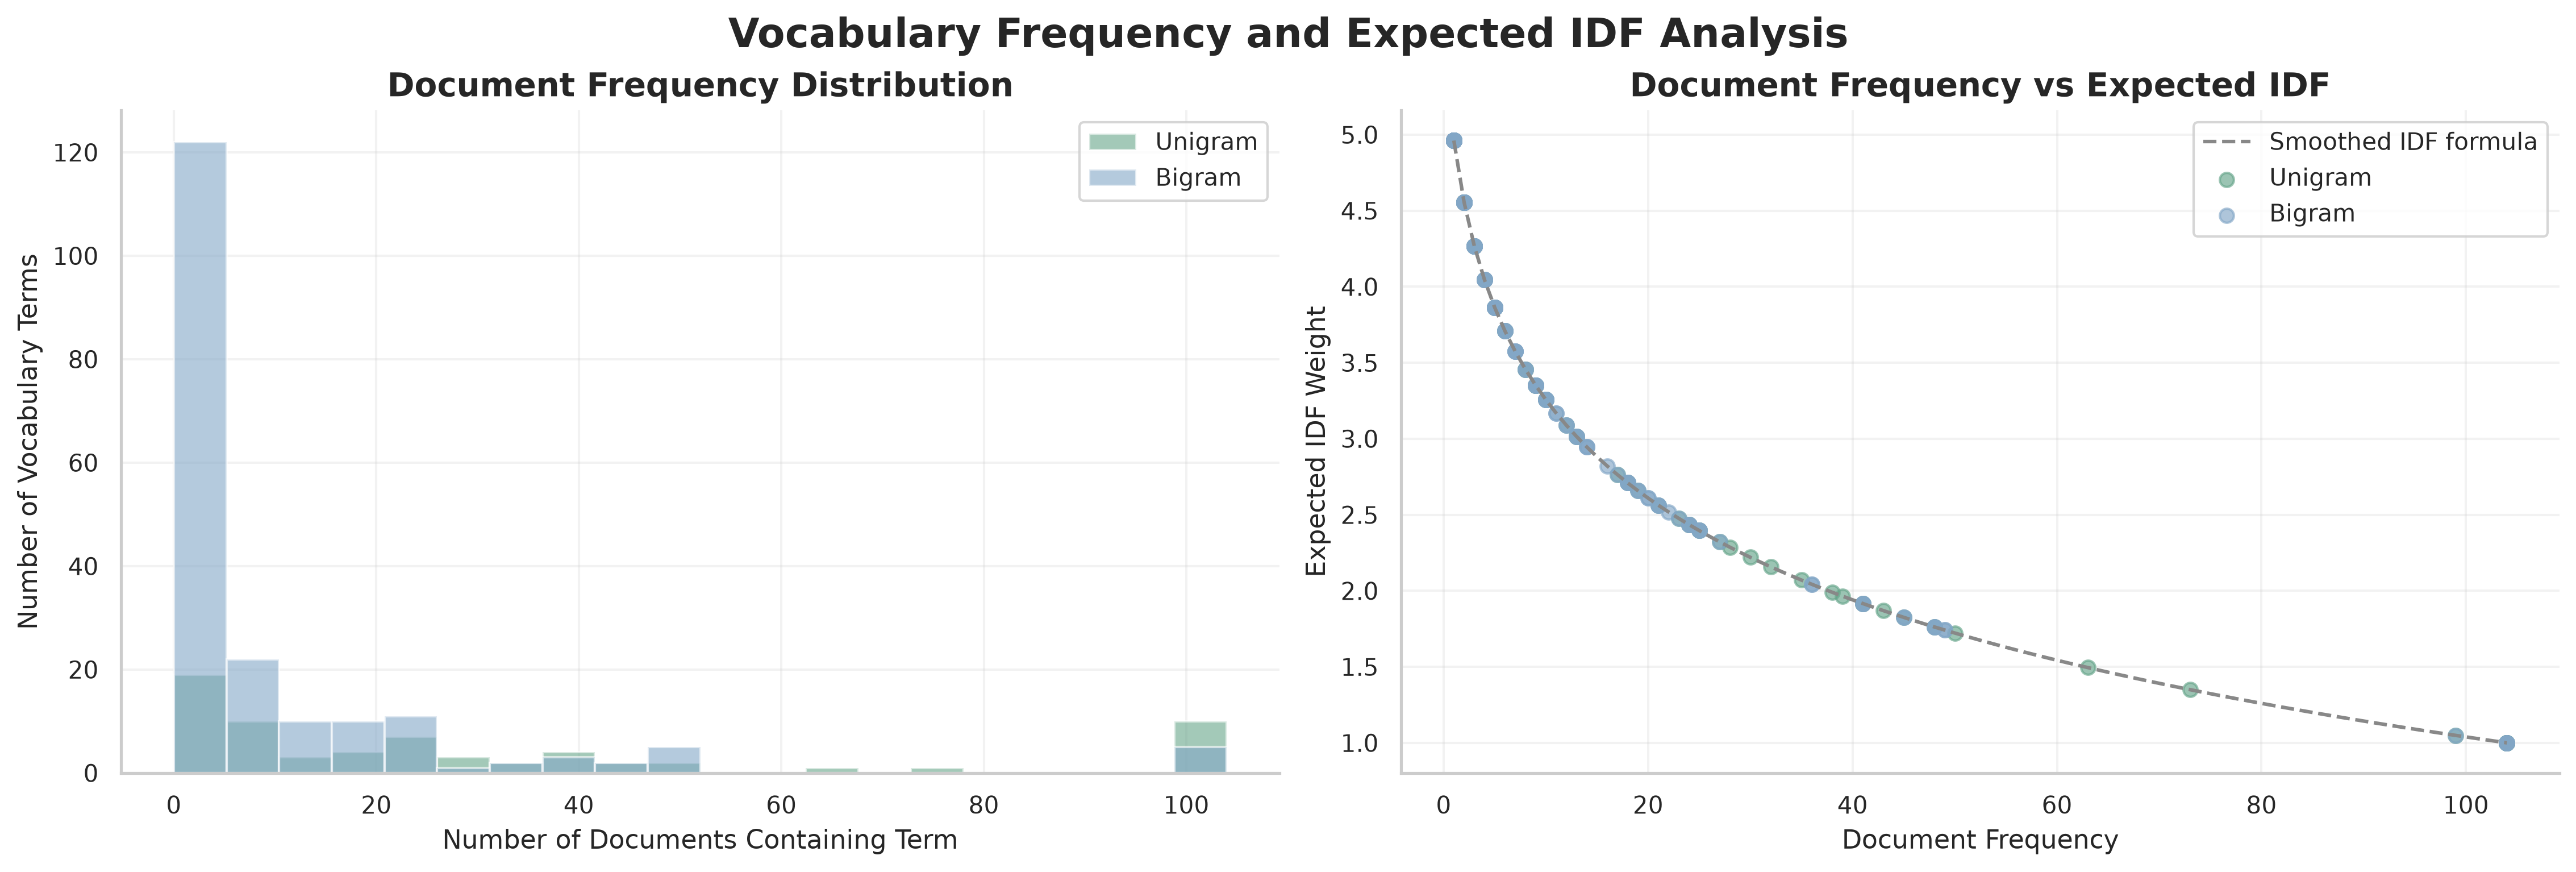 Vocabulary Frequency and Expected IDF Analysis
Document Frequency Distribution
Number of Vocabulary Terms
120
100
80
60
40
20
0
Unigram
Bigram
0 20 40 60 80 100
Number of Documents Containing Term
Document Frequency vs Expected IDF
Expected IDF Weight
5.0
4.5
4.0
3.5
3.0
2.5
2.0
1.5
1.0
Smoothed IDF formula
Unigram
Bigram
0 20 40 60 80 100
Document Frequency